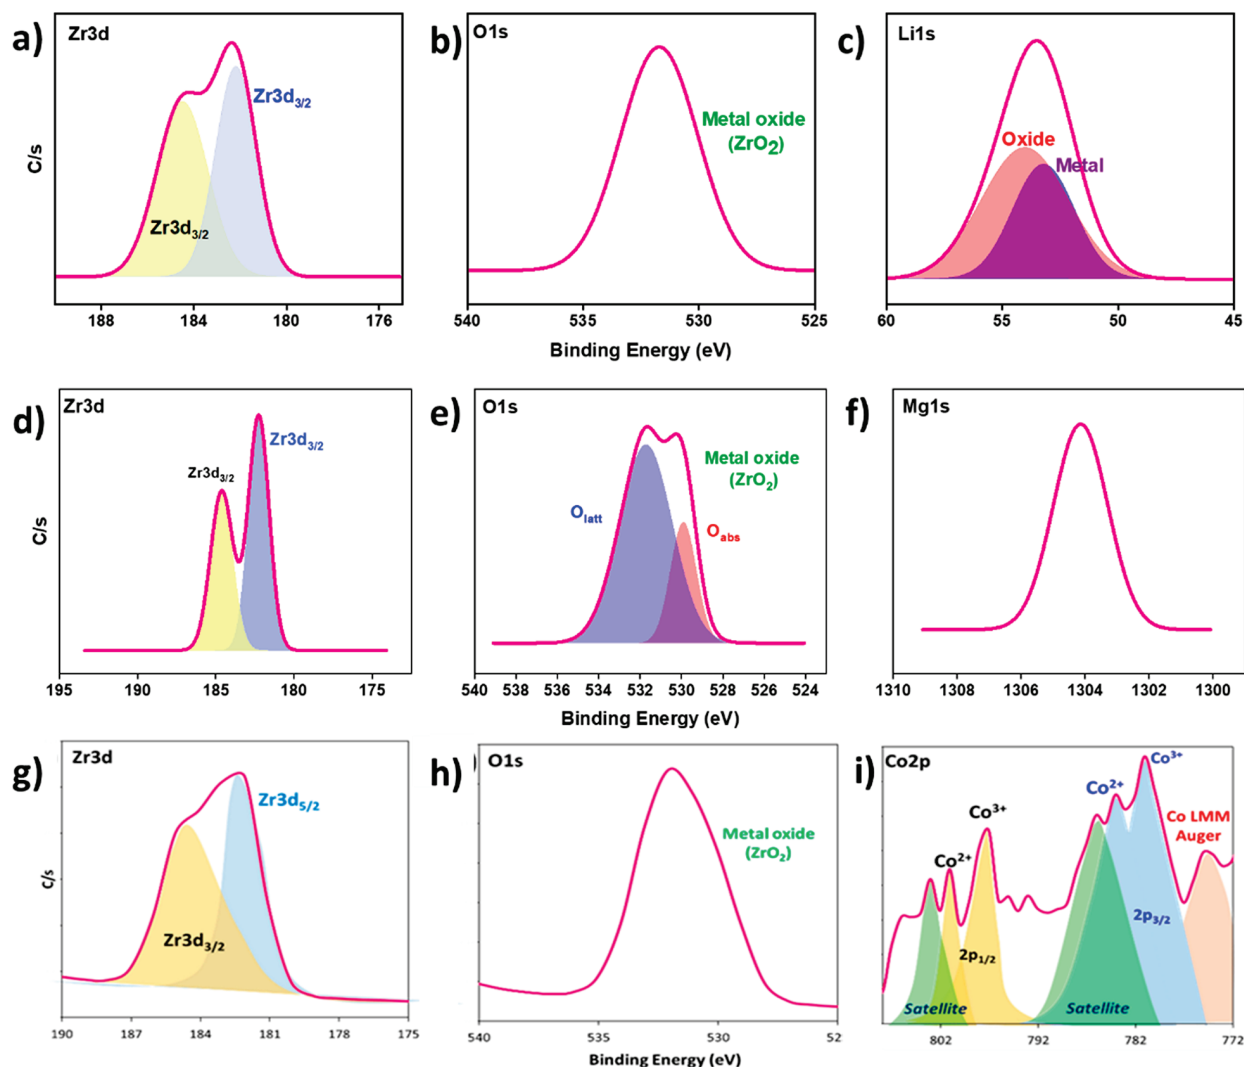 a)
Zr3d
Zr3d3/2
Zr3d3/2
C/s
188
184
180
176
b)
O1s
Metal oxide
(ZrO2)
540
535
530
525
Binding Energy (eV)
c)
Li1s
Oxide
Metal
60
55
50
45
d)
Zr3d
Zr3d3/2
Zr3d3/2
C/s
195
190
185
180
175
e)
O1s
Metal oxide
(ZrO2)
Olatt
Oabs
540
538
536
534
532
530
528
526
524
Binding Energy (eV)
f)
Mg1s
1310
1308
1306
1304
1302
1300
g)
Zr3d
Zr3d5/2
Zr3d3/2
C/s
190
187
184
181
178
175
h)
O1s
Metal oxide
(ZrO2)
540
535
530
52
Binding Energy (eV)
i)
Co2p
Co3+
Co2+
Co LMM
Auger
Co3+
Co2+
2p3/2
2p1/2
Satellite
Satellite
802
792
782
772